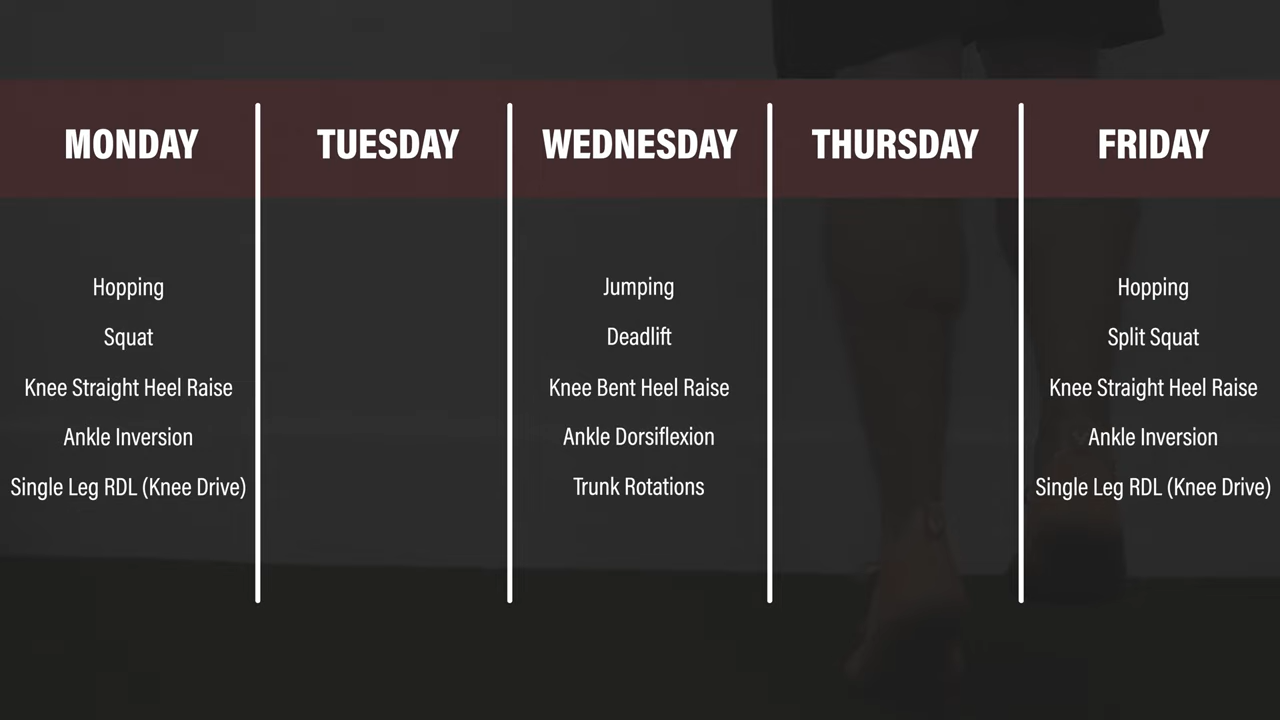 MONDAY
TUESDAY
WEDNESDAY
THURSDAY
FRIDAY
Hopping
Squat
Knee Straight Heel Raise
Ankle Inversion
Single Leg RDL (Knee Drive)
Jumping
Deadlift
Knee Bent Heel Raise
Ankle Dorsiflexion
Trunk Rotations
Hopping
Split Squat
Knee Straight Heel Raise
Ankle Inversion
Single Leg RDL (Knee Drive)